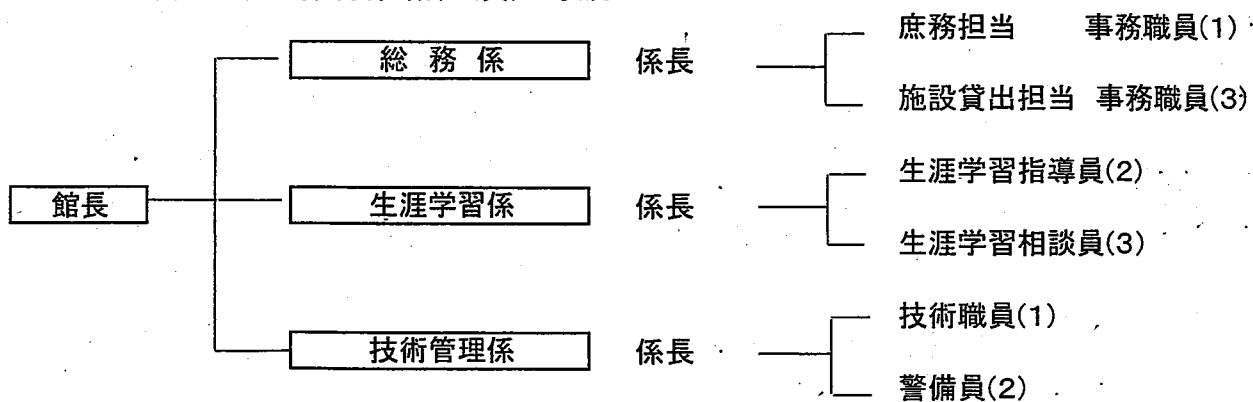 総務係 係長 庶務担当 事務職員(1)
施設貸出担当 事務職員(3)
館長 生涯学習係 係長 生涯学習指導員(2)
生涯学習相談員(3)
技術管理係 係長 技術職員(1)
警備員(2)